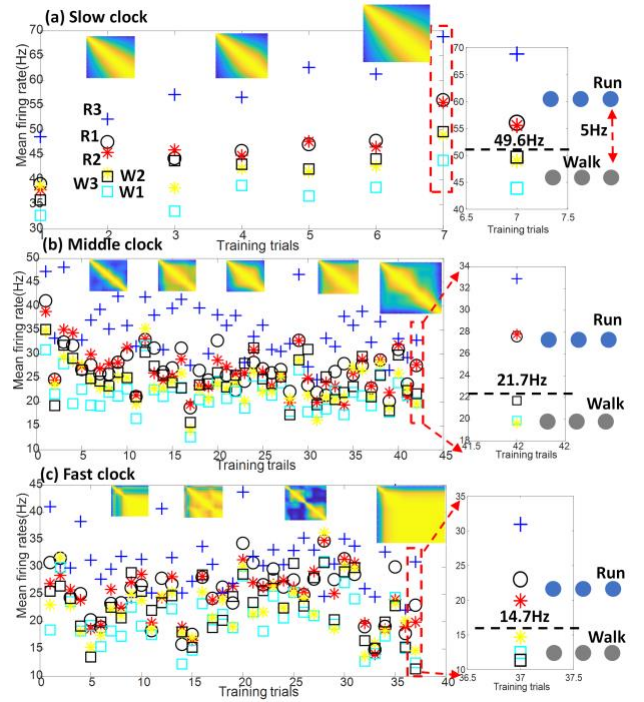 (a) Slow clock
Mean firing rate(Hz)
70
65
60
55
50
45
40
35
30
R3
R1
R2
W3
W2
W1
1
2
3
4
5
6
7
Training trials
70
65
60
55
50
45
40
49.6Hz
Run
5Hz
Walk
6.5
7
7.5
Training trials
(b) Middle clock
Mean firing rate(Hz)
50
45
40
35
30
25
20
15
10
0
5
10
15
20
25
30
35
40
45
Training trails
34
32
30
28
26
24
22
20
18
21.7Hz
Run
Walk
41.5
42
42
Training trials
(c) Fast clock
Mean firing rates(Hz)
45
40
35
30
25
20
15
10
0
5
10
15
20
25
30
35
40
Training trials
35
30
25
20
15
10
14.7Hz
Run
Walk
36.5
37
37.5
Training trials